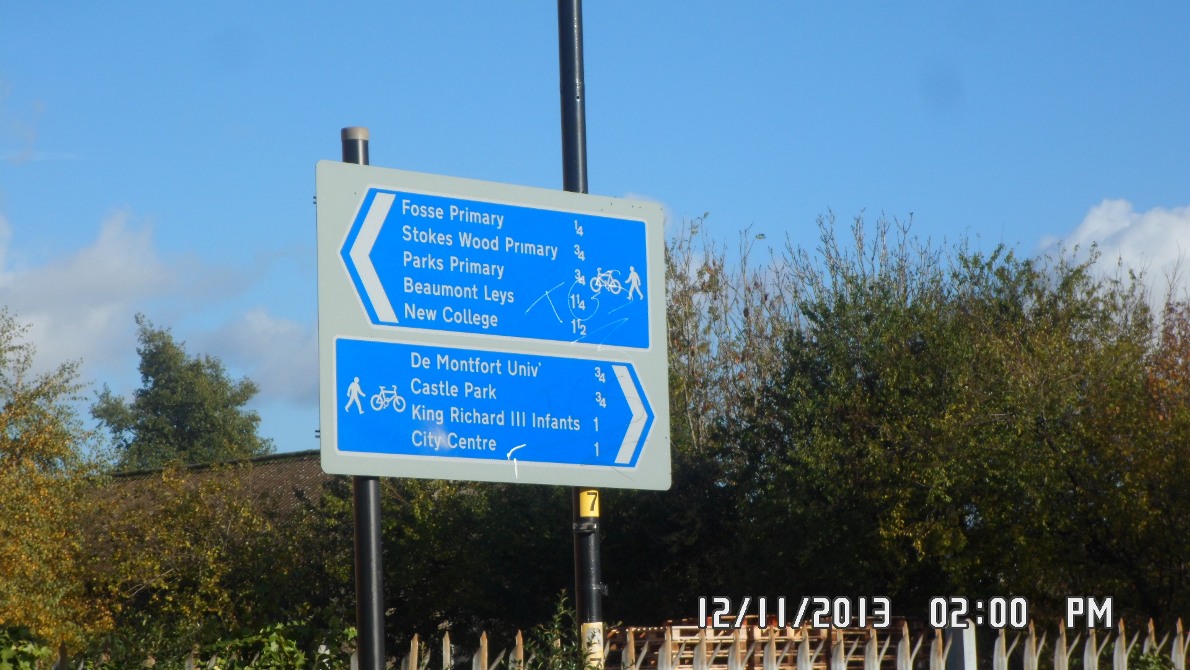 Fosse Primary ¼
Stokes Wood Prımary ¾
Parks Primary ¾
Beaumont Leys 1¼
New College 1½
De Montfort Univ' ¾
Castle Park ¾
King Richard III Infants 1
City Centre 1
7
12/11/2013 02:00 PM